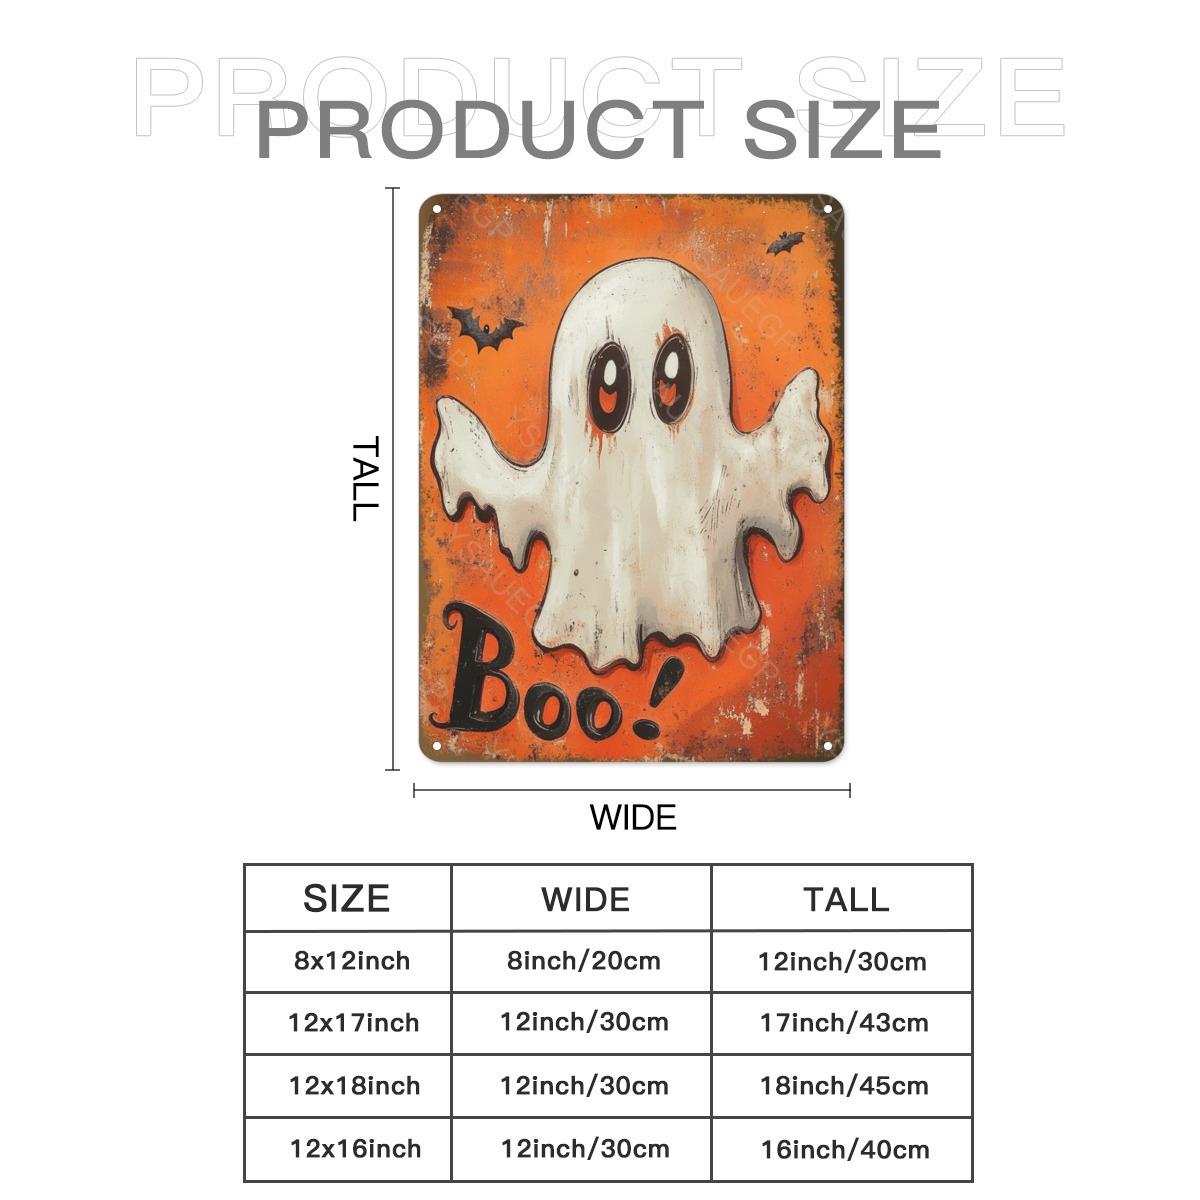 PRODUCT SIZE
PRODUCT SIZE
TALL
Boo!
WIDE
SIZE WIDE TALL
8x12inch 8inch/20cm 12inch/30cm
12x17inch 12inch/30cm 17inch/43cm
12x18inch 12inch/30cm 18inch/45cm
12x16inch 12inch/30cm 16inch/40cm